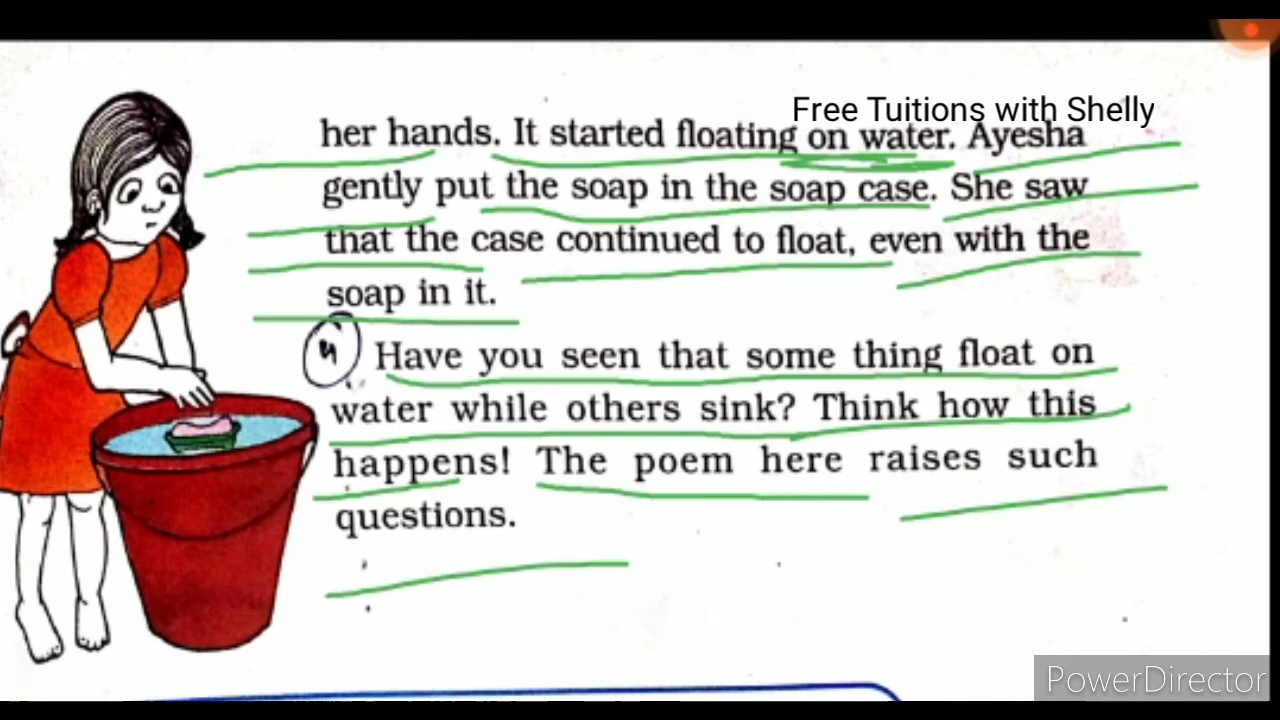 Free Tuitions with Shelly
her hands. It started floating on water. Ayesha
gently put the soap in the soap case. She saw
that the case continued to float, even with the
soap in it.
4
Have you seen that some thing float on
water while others sink? Think how this
happens! The poem here raises such
questions.
PowerDirector